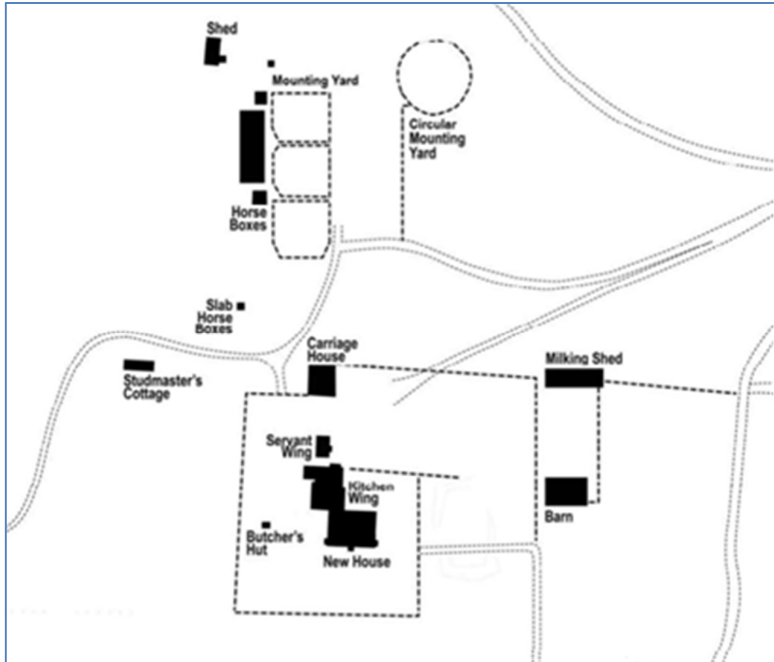 Shed
Mounting Yard
Circular
Mounting
Yard
Horse
Boxes
Slab
Horse
Boxes
Carriage
House
Milking Shed
Studmaster's
Cottage
Servant
Wing
Kitchen
Wing
Barn
Butcher's
Hut
New House